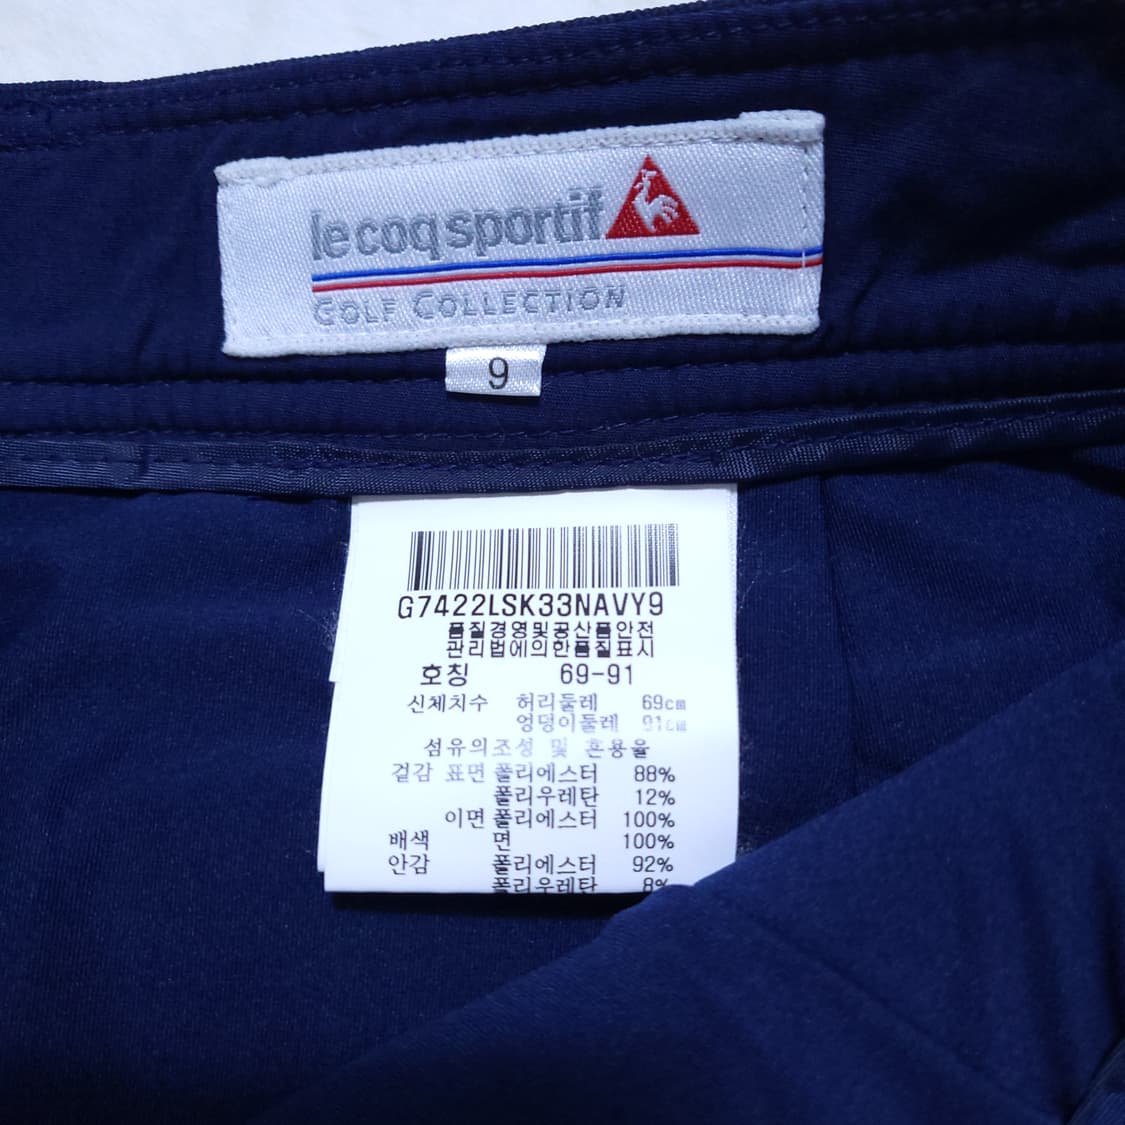 le coq sportif
GOLF COLLECTION
9
G7422LSK33NAVY9
품질경영및공산품안전
관리법에의한품질표시
호칭 69-91
신체치수 허리둘레 69cm
엉덩이둘레 91cm
섬유의조성 및 혼용율
겉감 표면 폴리에스터 88%
폴리우레탄 12%
이면 폴리에스터 100%
배색 면 100%
안감 폴리에스터 92%
폴리우레탄 8%